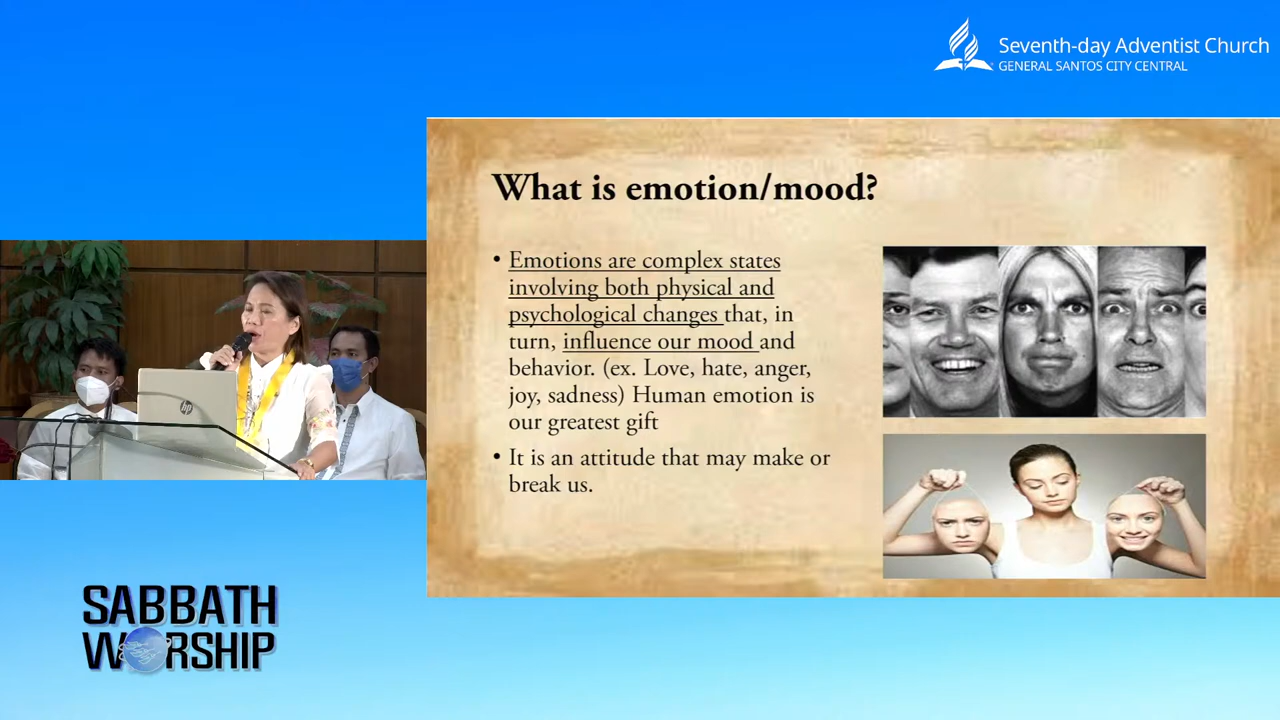 Seventh-day Adventist Church
GENERAL SANTOS CITY CENTRAL
What is emotion/mood?
• Emotions are complex states
involving both physical and
psychological changes that, in
turn, influence our mood and
behavior. (ex. Love, hate, anger,
joy, sadness) Human emotion is
our greatest gift
• It is an attitude that may make or
break us.
hp
SABBATH
WORSHIP